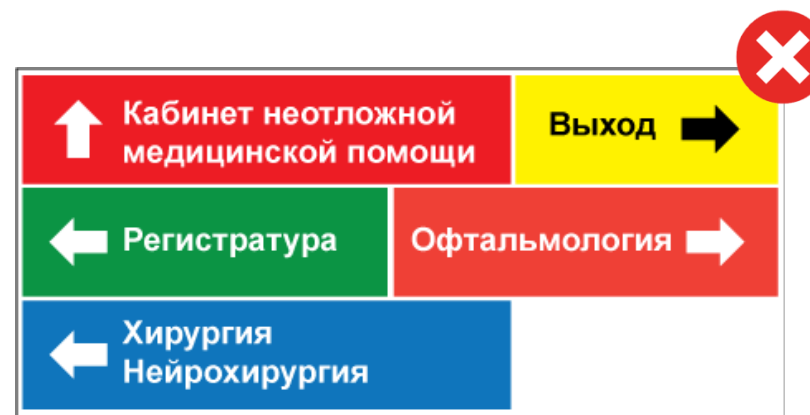 Кабинет неотложной
медицинской помощи
Выход
Регистратура
Офтальмология
Хирургия
Нейрохирургия